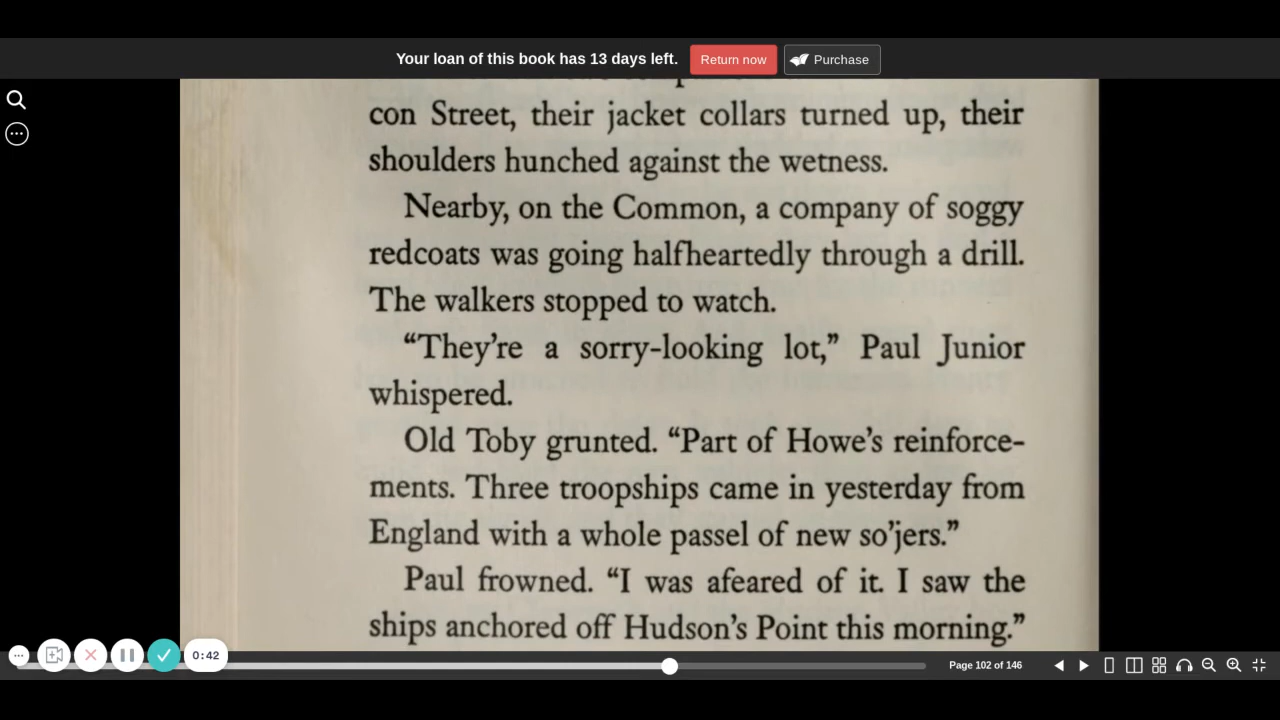 Your loan of this book has 13 days left. Return now Purchase
con Street, their jacket collars turned up, their
shoulders hunched against the wetness.
Nearby, on the Common, a company of soggy
redcoats was going halfheartedly through a drill.
The walkers stopped to watch.
“They’re a sorry-looking lot,” Paul Junior
whispered.
Old Toby grunted. “Part of Howe’s reinforce-
ments. Three troopships came in yesterday from
England with a whole passel of new so’jers.”
Paul frowned. “I was afeared of it. I saw the
ships anchored off Hudson’s Point this morning.”
0:42
Page 102 of 146